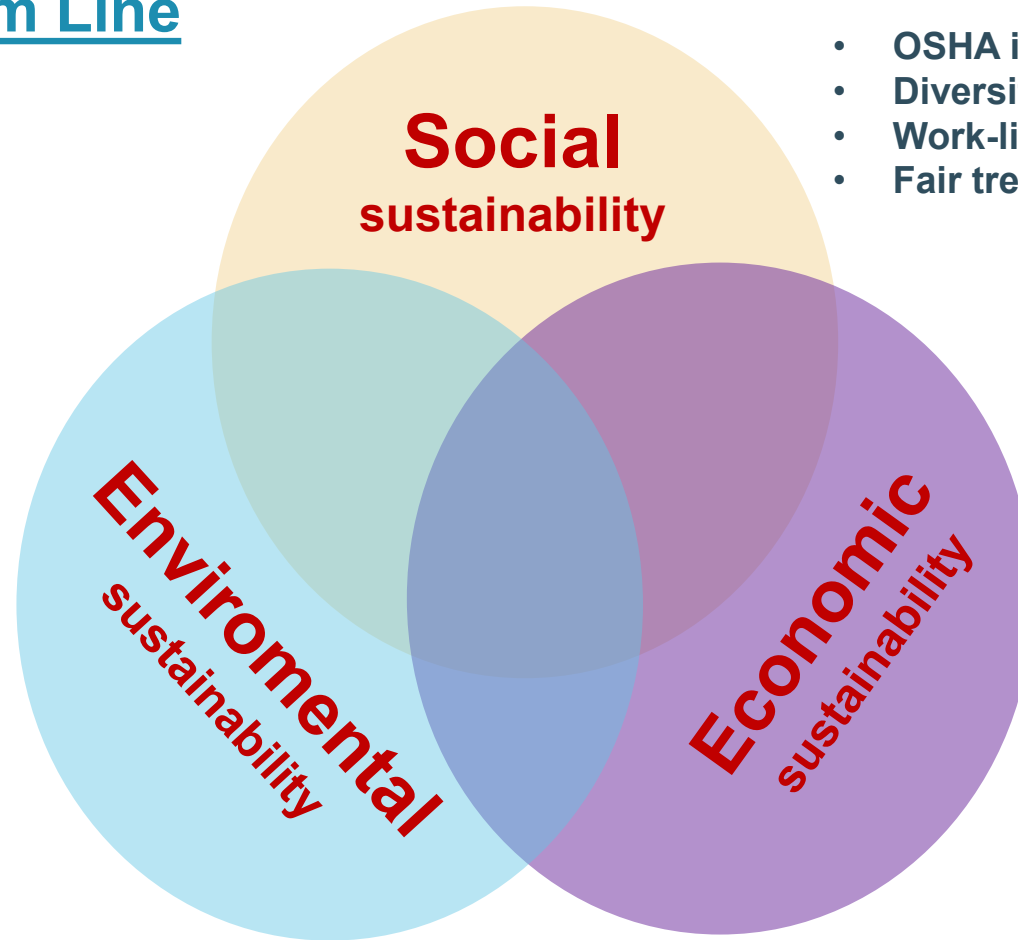 m Line
• OSHA i
• Diversi
• Work-li
• Fair tre
Social
sustainability
Enviromental
sustainability
Economic
sustainability